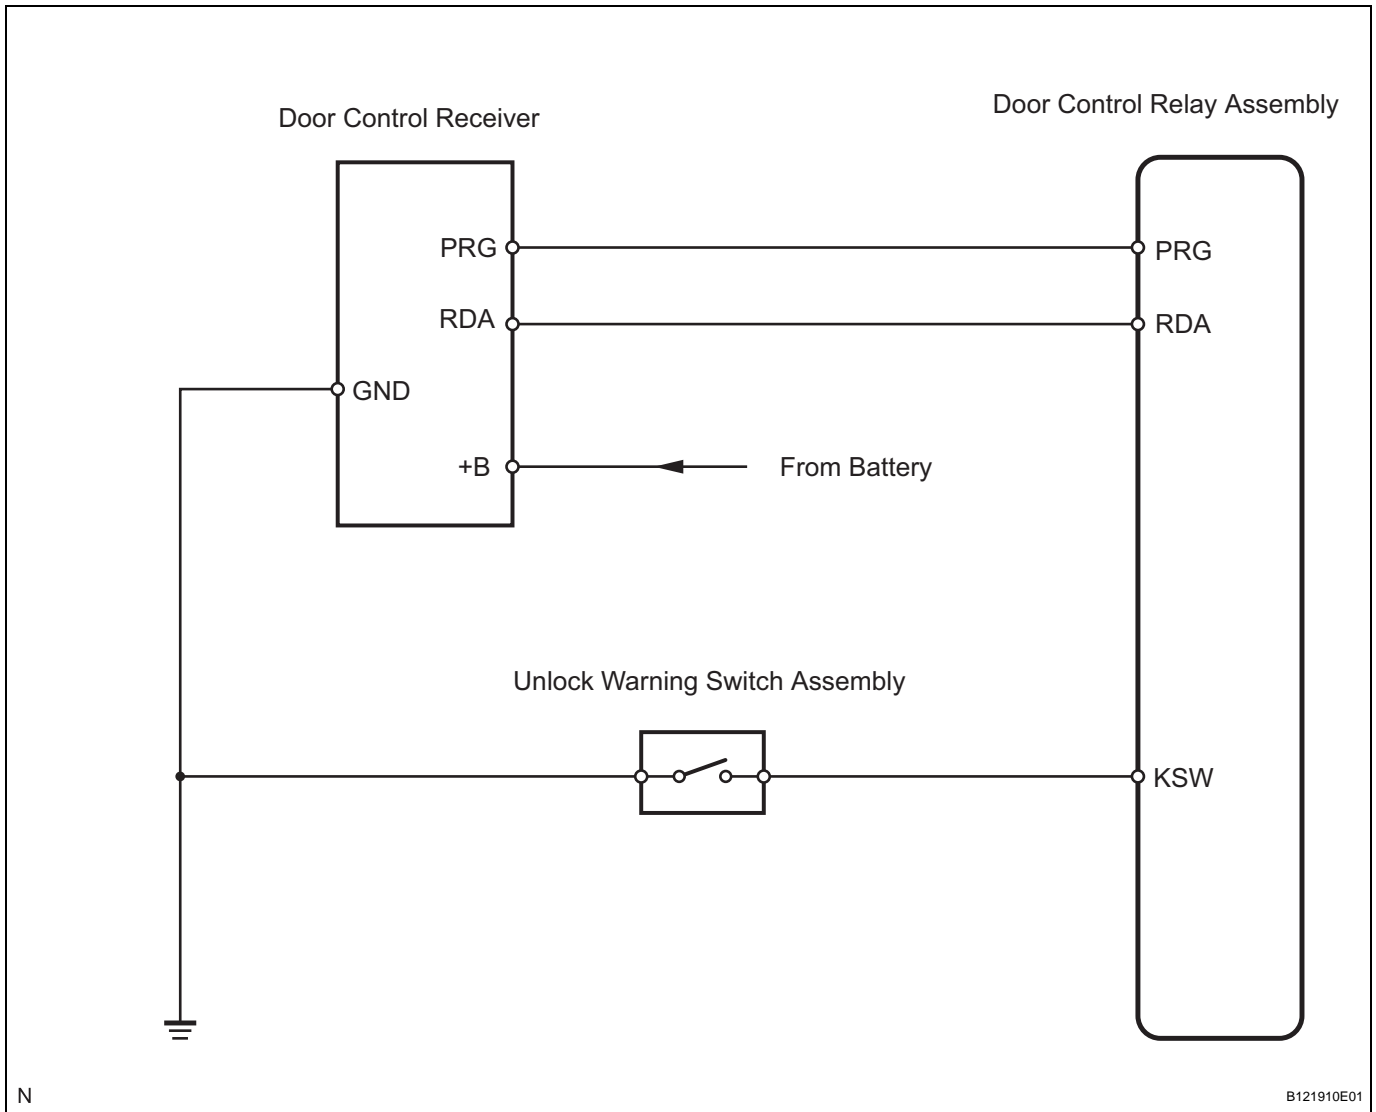 Door Control Relay Assembly
Door Control Receiver
PRG
PRG
RDA
RDA
GND
+B
From Battery
Unlock Warning Switch Assembly
KSW
N
B121910E01